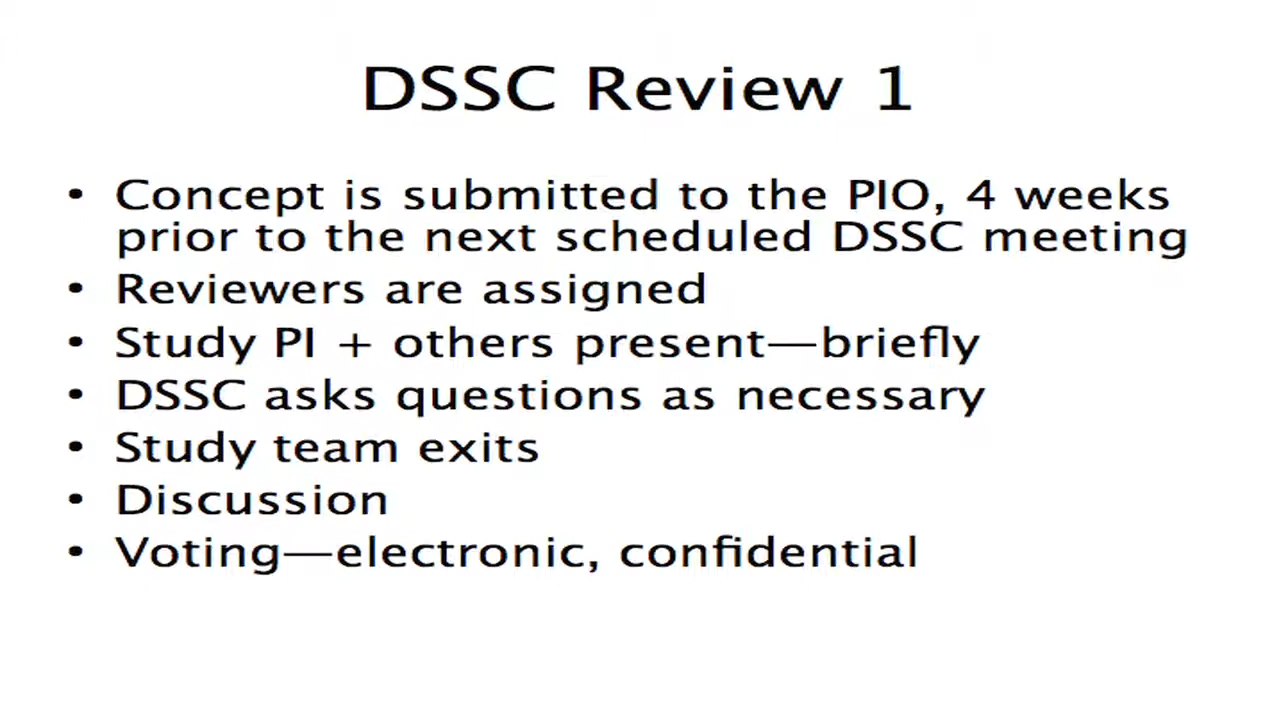 DSSC Review 1
• Concept is submitted to the PIO, 4 weeks
prior to the next scheduled DSSC meeting
• Reviewers are assigned
• Study PI + others present—briefly
• DSSC asks questions as necessary
• Study team exits
• Discussion
• Voting—electronic, confidential